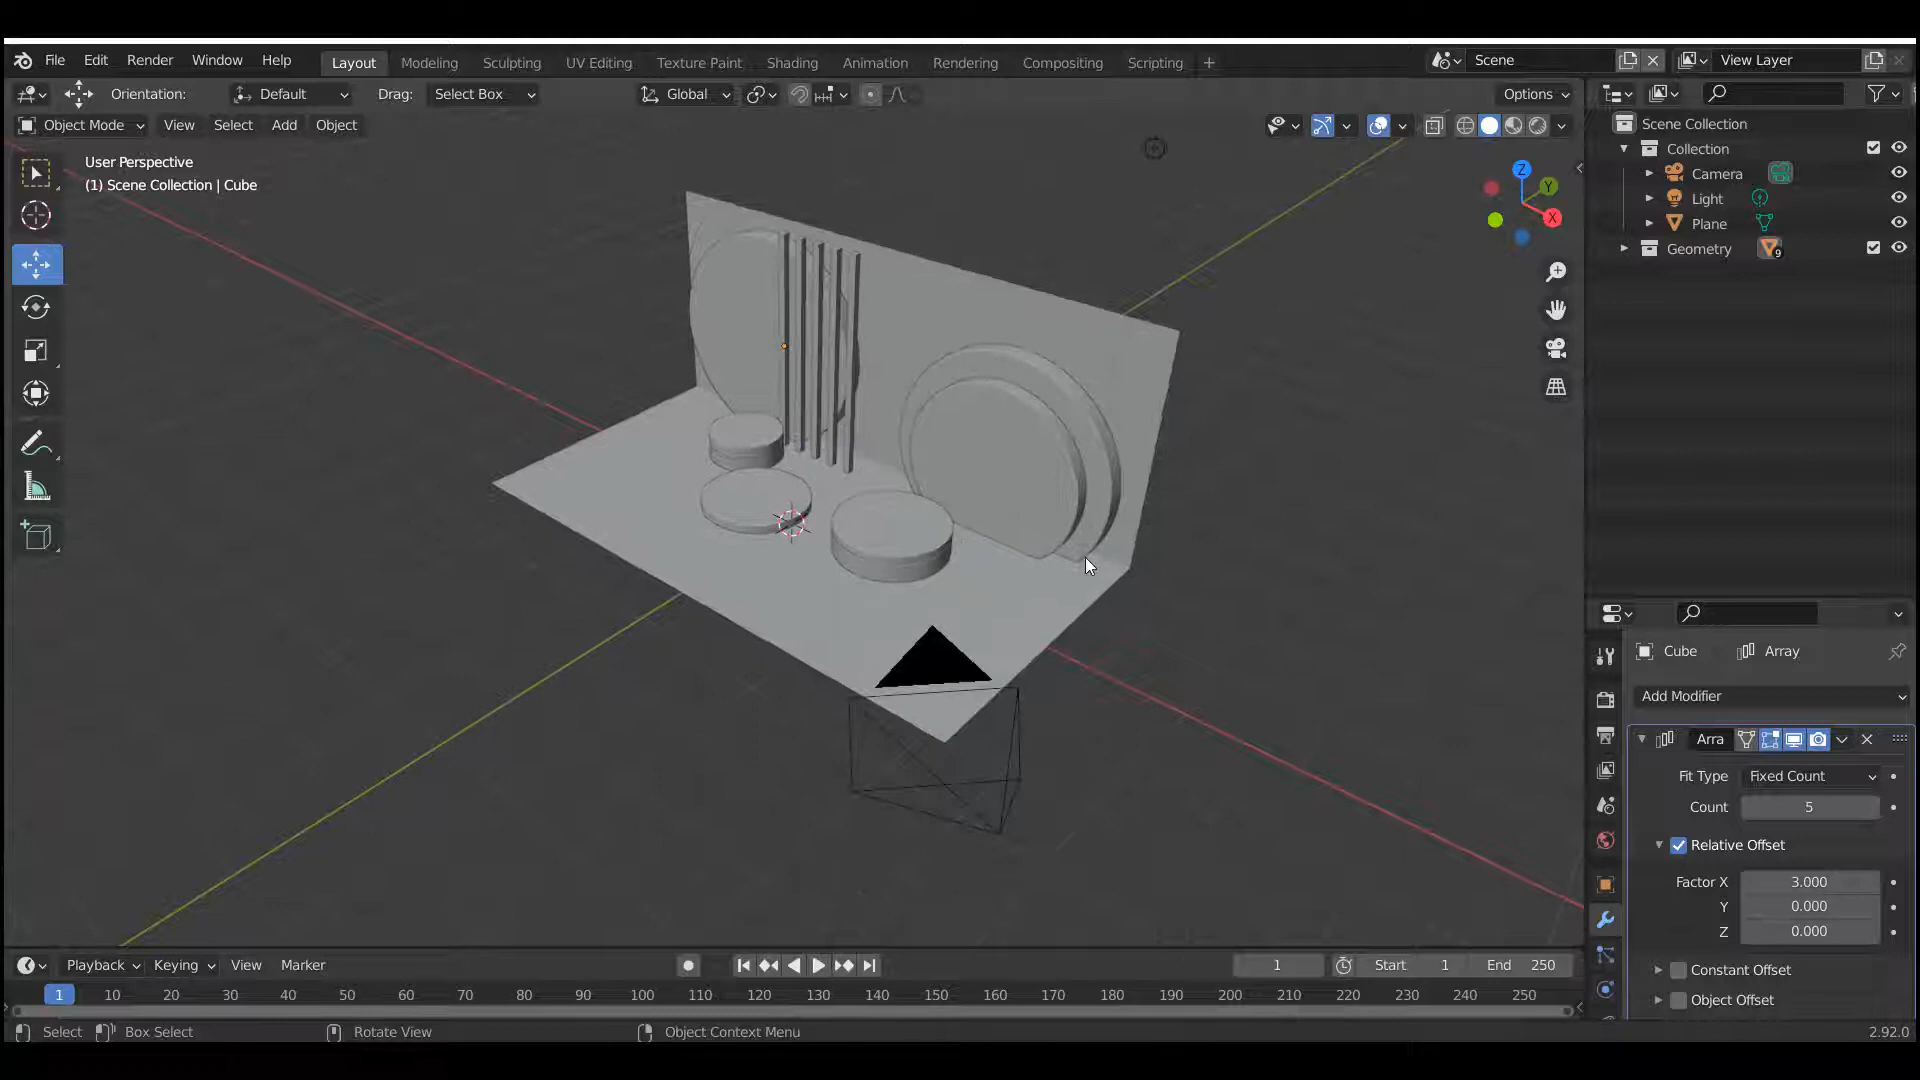 File Edit Render Window Help Layout Modeling Sculpting UV Editing Texture Paint Shading Animation Rendering Compositing Scripting + Scene View Layer
Orientation: Default Drag: Select Box Global Options
Object Mode View Select Add Object
User Perspective
(1) Scene Collection | Cube
Z
Y
X
Scene Collection
Collection
Camera
Light
Plane
Geometry 9
Cube Array
Add Modifier
Arra
Fit Type Fixed Count
Count 5
Relative Offset
Factor X 3.000
Y 0.000
Z 0.000
Constant Offset
Object Offset
Playback Keying View Marker 1 Start 1 End 250
1 10 20 30 40 50 60 70 80 90 100 110 120 130 140 150 160 170 180 190 200 210 220 230 240 250
Select Box Select Rotate View Object Context Menu 2.92.0